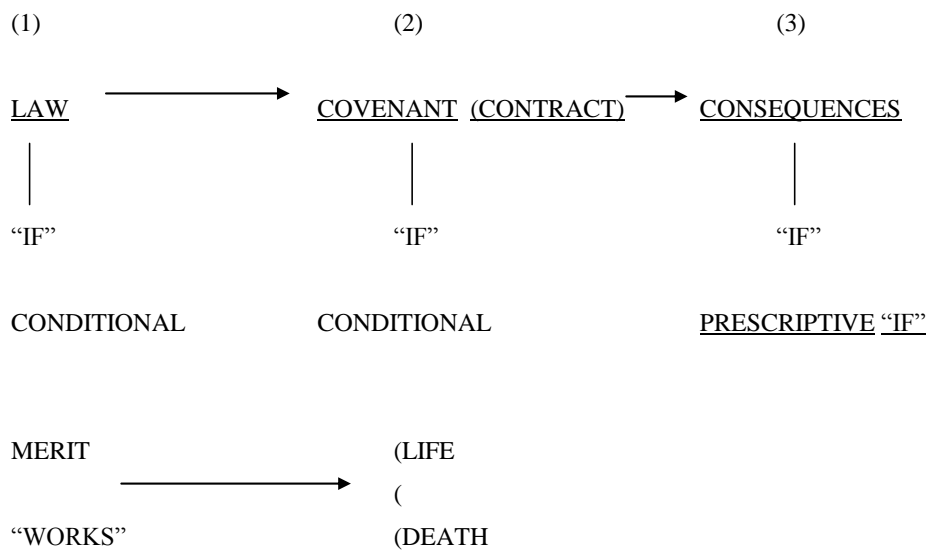 (1) (2) (3)
LAW COVENANT (CONTRACT) CONSEQUENCES
“IF” “IF” “IF”
CONDITIONAL CONDITIONAL PRESCRIPTIVE “IF”
MERIT (LIFE
(
“WORKS” (DEATH